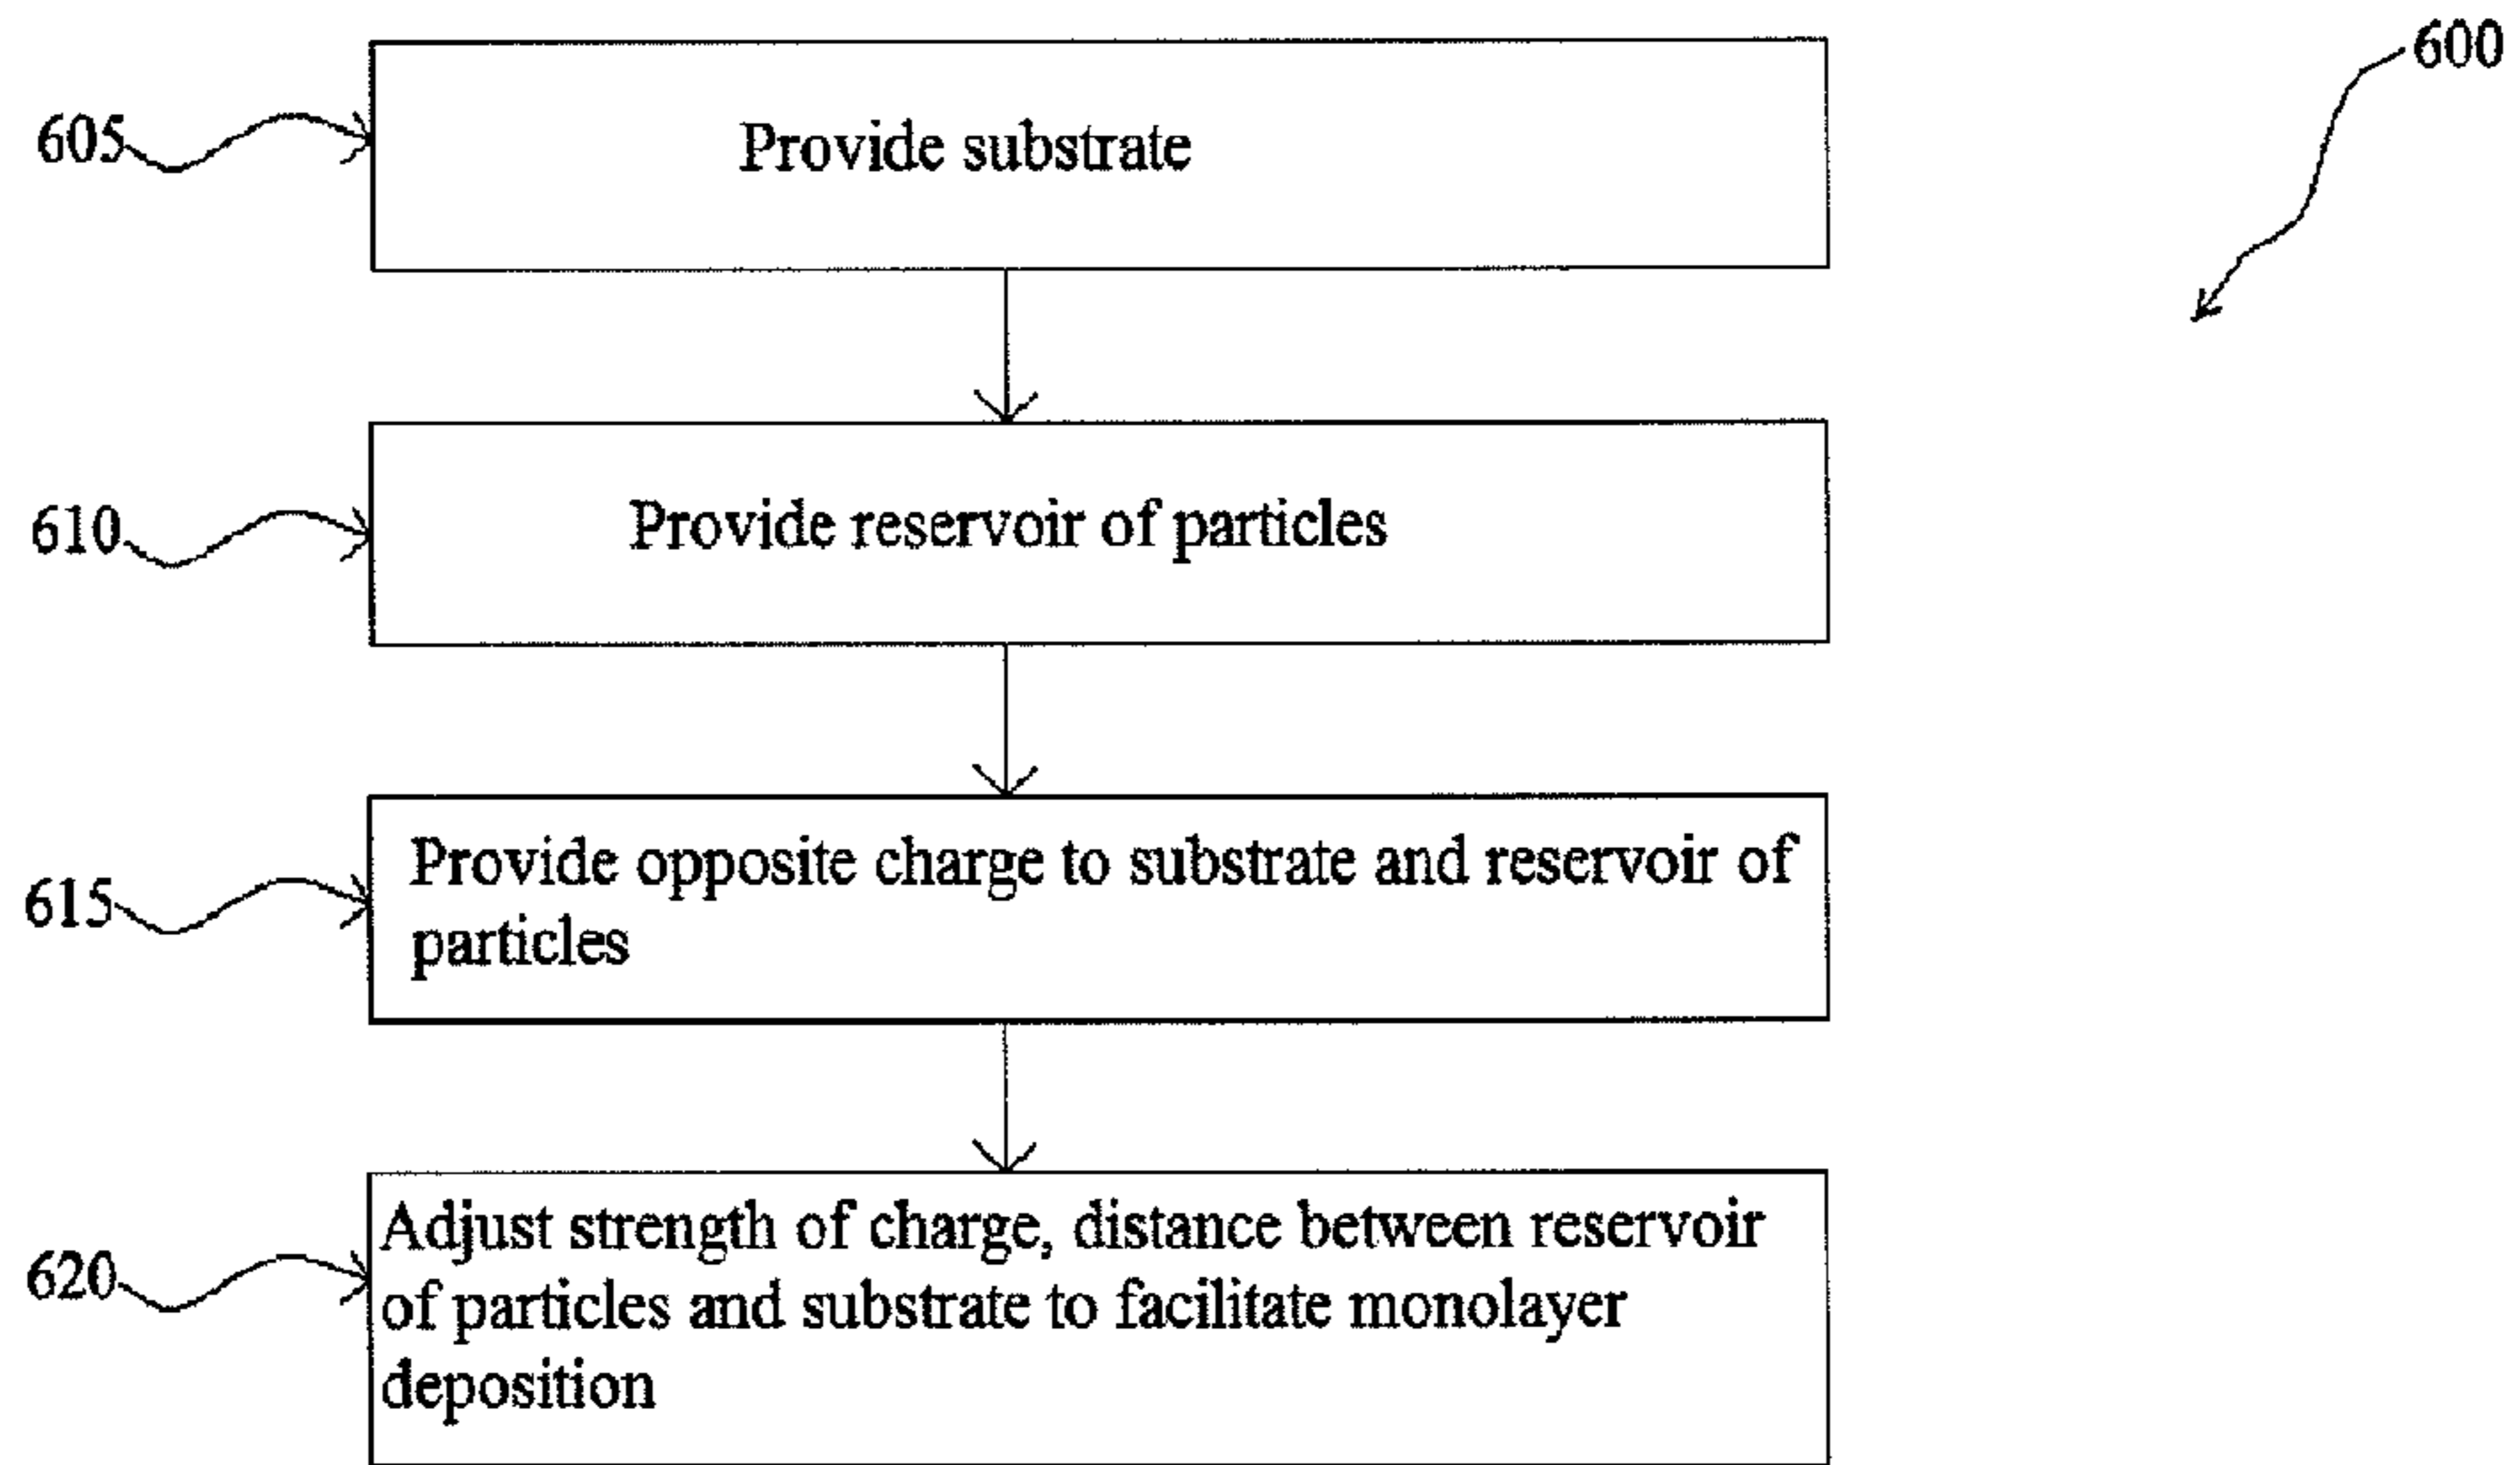 600
605
Provide substrate
610
Provide reservoir of particles
615
Provide opposite charge to substrate and reservoir of
particles
620
Adjust strength of charge, distance between reservoir
of particles and substrate to facilitate monolayer
deposition